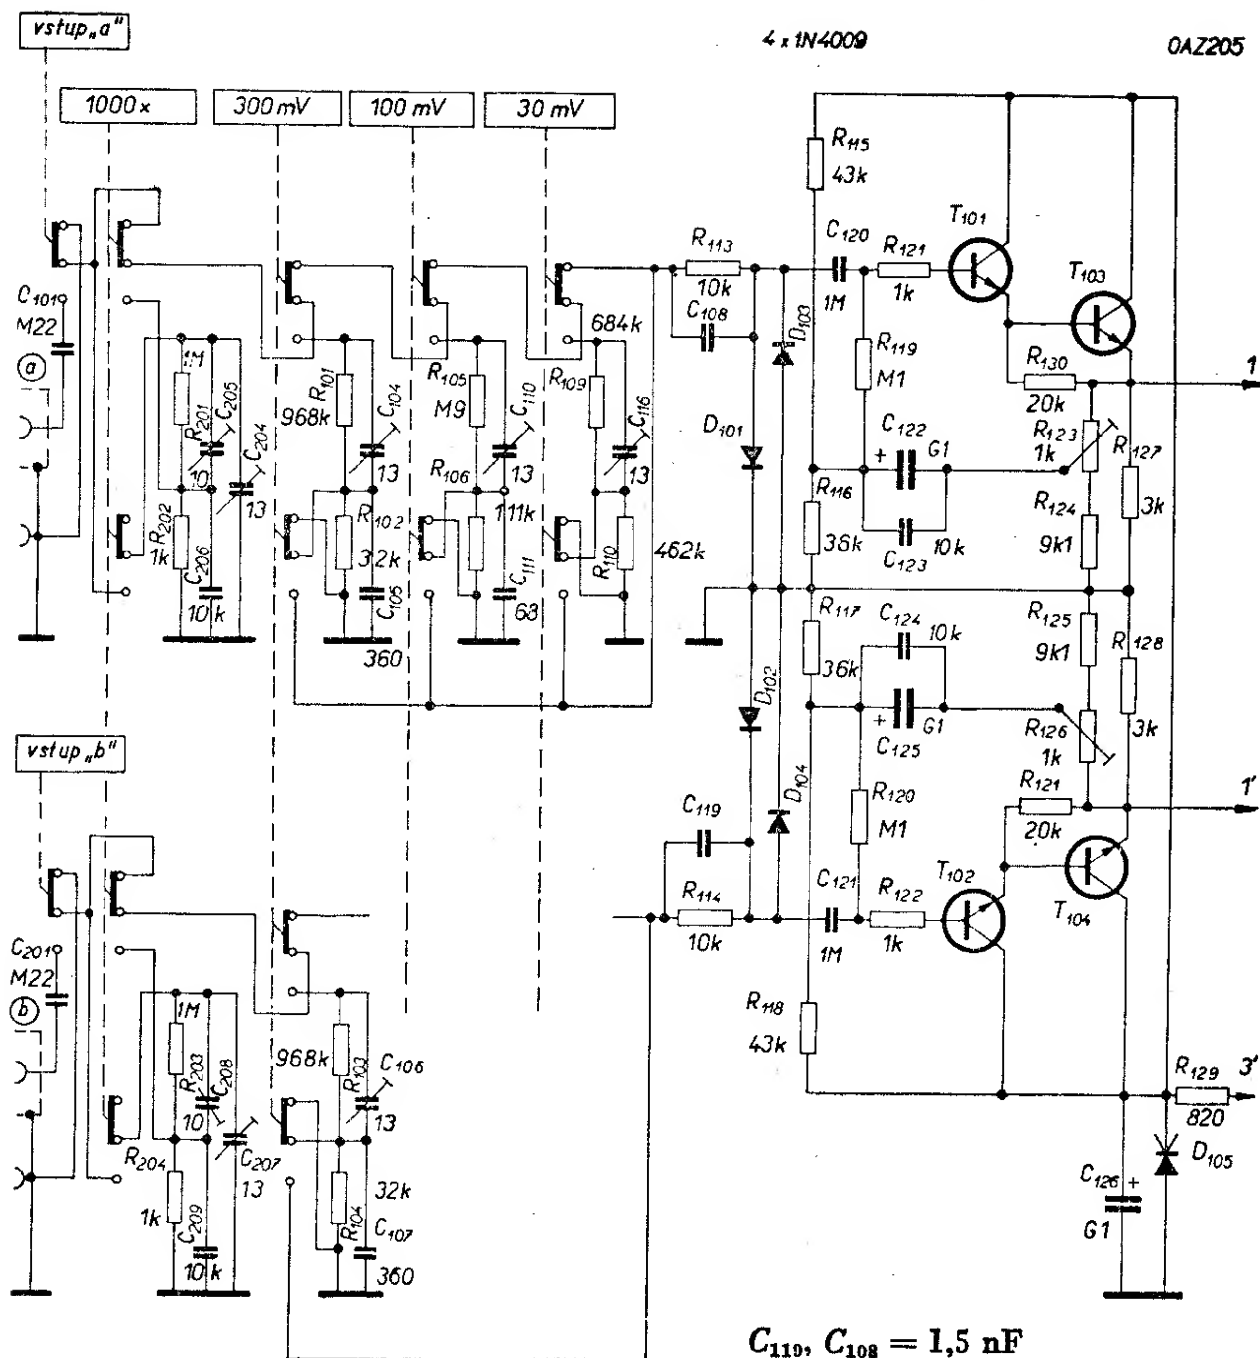 vstup „a"
4 x 1N4009
OAZ205
1000 x
300 mV
100 mV
30 mV
R115
43k
T101
C120
R121
R113
10k
1M
1k
T103
C101
M22
C108
D103
684k
R119
M1
R130
20k
1
a
1M
R201
C205
C204
10
13
R101
968k
C104
13
R105
M9
C110
13
R109
C116
13
D101
C122
+
G1
R123
1k
R127
3k
R106
111k
R116
36k
R124
9k1
R202
1k
C206
10 k
R102
32k
C105
360
C111
68
R110
462k
C123
10k
R117
36k
C124
10k
R125
9k1
R128
3k
D102
+
G1
C125
R126
1k
vstup „b"
D104
R120
M1
R121
20k
1'
C119
C121
R122
T102
T104
R114
10k
1M
1k
C201
M22
b
1M
R203
C208
10
C207
13
968k
R103
C106
13
R118
43k
R129
820
3'
R204
1k
C209
10 k
32k
R104
C107
360
D105
C126
+
G1
C119, C108 = 1,5 nF